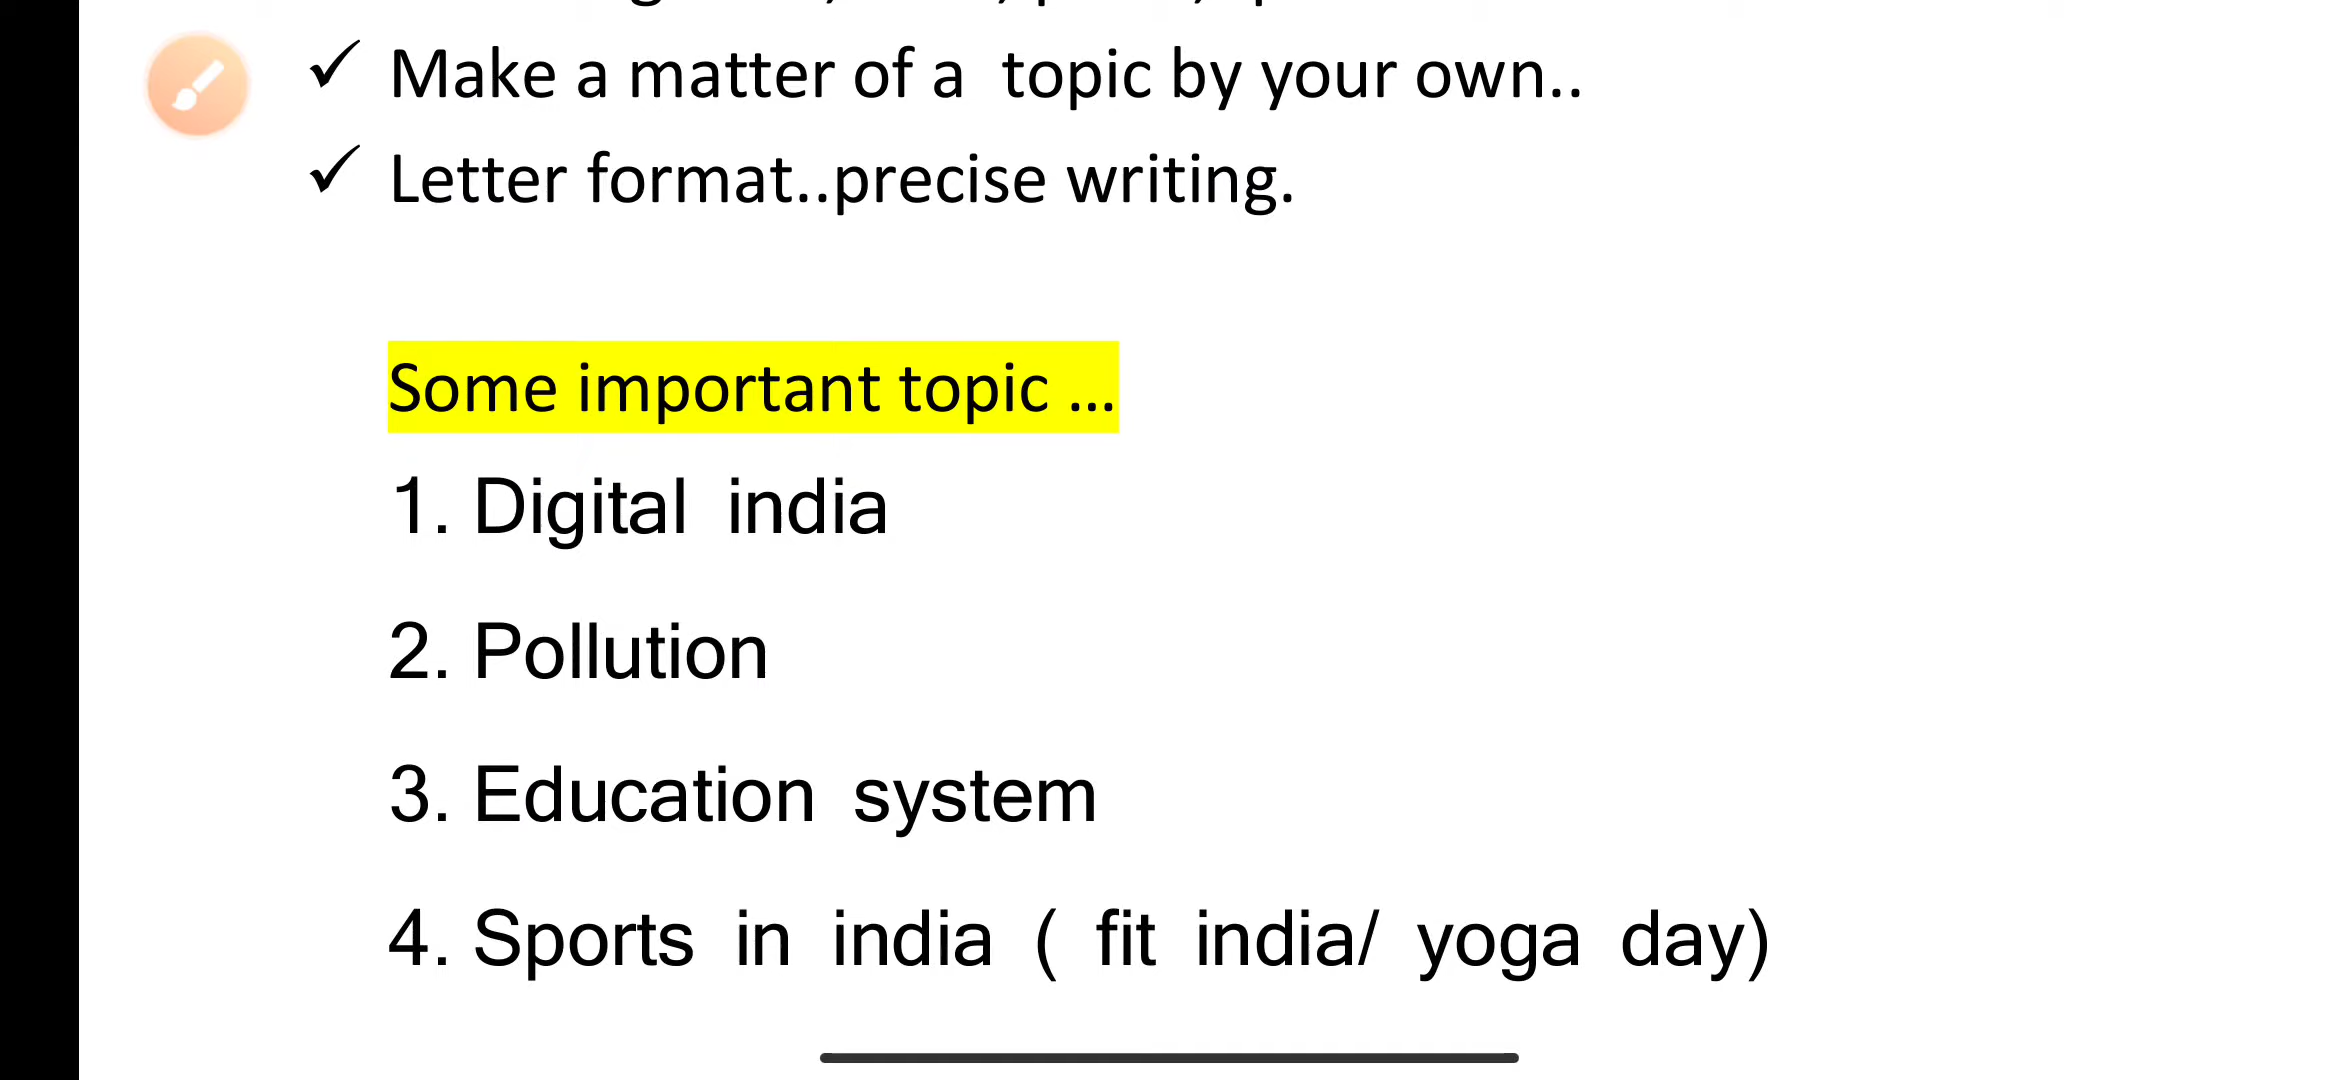 Make a matter of a topic by your own..
Letter format..precise writing.
Some important topic ...
1. Digital india
2. Pollution
3. Education system
4. Sports in india ( fit india/ yoga day)